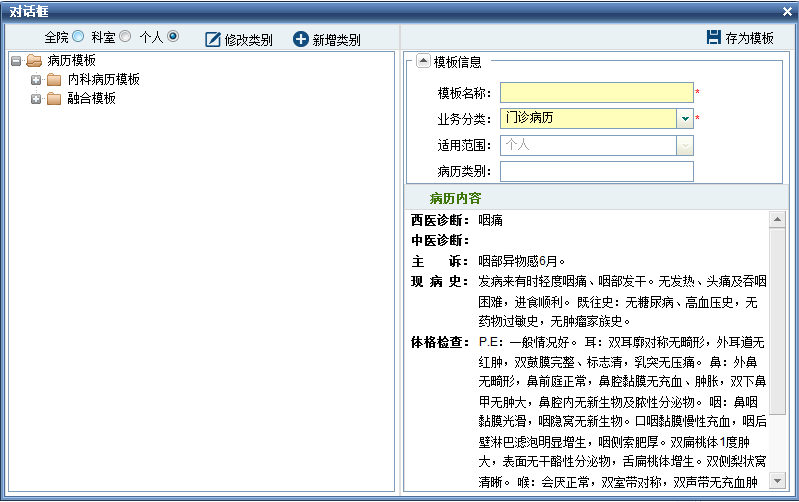 对话框
全院 科室 个人 修改类别 新增类别 存为模板
病历模板
内科病历模板
融合模板
模板信息
模板名称： *
业务分类： 门诊病历 *
适用范围： 个人
病历类别：
病历内容
西医诊断： 咽痛
中医诊断：
主 诉： 咽部异物感6月。
现 病 史： 发病来有时轻度咽痛、咽部发干。无发热、头痛及吞咽
困难，进食顺利。 既往史：无糖尿病、高血压史，无
药物过敏史，无肿瘤家族史。
体格检查： P.E：一般情况好。 耳：双耳廓对称无畸形，外耳道无
红肿，双鼓膜完整、标志清，乳突无压痛。 鼻：外鼻
无畸形，鼻前庭正常，鼻腔黏膜无充血、肿胀，双下鼻
甲无肿大，鼻腔内无新生物及脓性分泌物。 咽：鼻咽
黏膜光滑，咽隐窝无新生物。口咽黏膜慢性充血，咽后
壁淋巴滤泡明显增生，咽侧索肥厚。双扁桃体1度肿
大，表面无干酪性分泌物，舌扁桃体增生。双侧梨状窝
清晰。 喉：会厌正常，双室带对称，双声带无充血肿